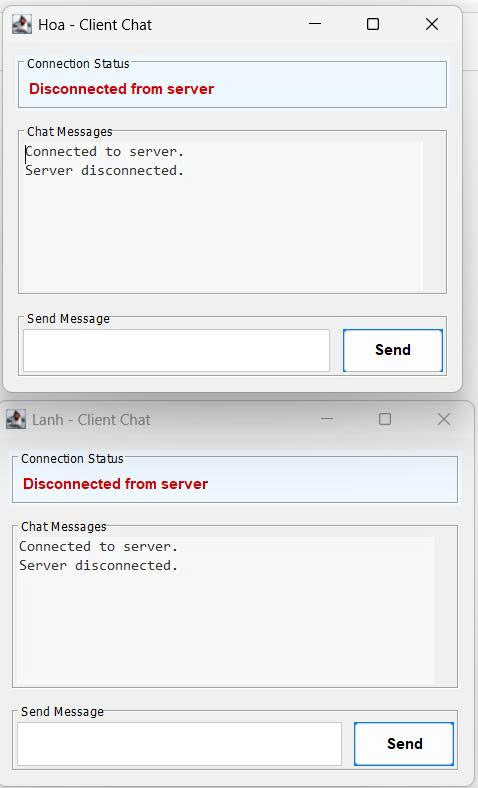 Hoa - Client Chat
Connection Status
Disconnected from server
Chat Messages
Connected to server.
Server disconnected.
Send Message
Send
Lanh - Client Chat
Connection Status
Disconnected from server
Chat Messages
Connected to server.
Server disconnected.
Send Message
Send